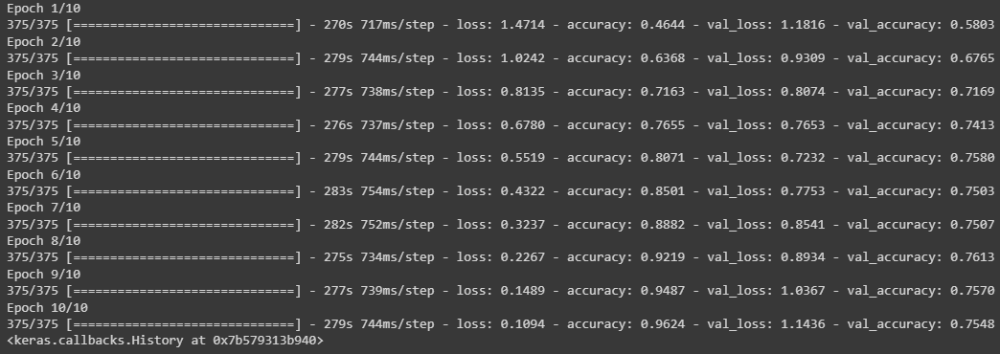 Epoch 1/10
375/375 [==============================] - 270s 717ms/step - loss: 1.4714 - accuracy: 0.4644 - val_loss: 1.1816 - val_accuracy: 0.5803
Epoch 2/10
375/375 [==============================] - 279s 744ms/step - loss: 1.0242 - accuracy: 0.6368 - val_loss: 0.9309 - val_accuracy: 0.6765
Epoch 3/10
375/375 [==============================] - 277s 738ms/step - loss: 0.8135 - accuracy: 0.7163 - val_loss: 0.8074 - val_accuracy: 0.7169
Epoch 4/10
375/375 [==============================] - 276s 737ms/step - loss: 0.6780 - accuracy: 0.7655 - val_loss: 0.7653 - val_accuracy: 0.7413
Epoch 5/10
375/375 [==============================] - 279s 744ms/step - loss: 0.5519 - accuracy: 0.8071 - val_loss: 0.7232 - val_accuracy: 0.7580
Epoch 6/10
375/375 [==============================] - 283s 754ms/step - loss: 0.4322 - accuracy: 0.8501 - val_loss: 0.7753 - val_accuracy: 0.7503
Epoch 7/10
375/375 [==============================] - 282s 752ms/step - loss: 0.3237 - accuracy: 0.8882 - val_loss: 0.8541 - val_accuracy: 0.7507
Epoch 8/10
375/375 [==============================] - 275s 734ms/step - loss: 0.2267 - accuracy: 0.9219 - val_loss: 0.8934 - val_accuracy: 0.7613
Epoch 9/10
375/375 [==============================] - 277s 739ms/step - loss: 0.1489 - accuracy: 0.9487 - val_loss: 1.0367 - val_accuracy: 0.7570
Epoch 10/10
375/375 [==============================] - 279s 744ms/step - loss: 0.1094 - accuracy: 0.9624 - val_loss: 1.1436 - val_accuracy: 0.7548
<keras.callbacks.History at 0x7b579313b940>